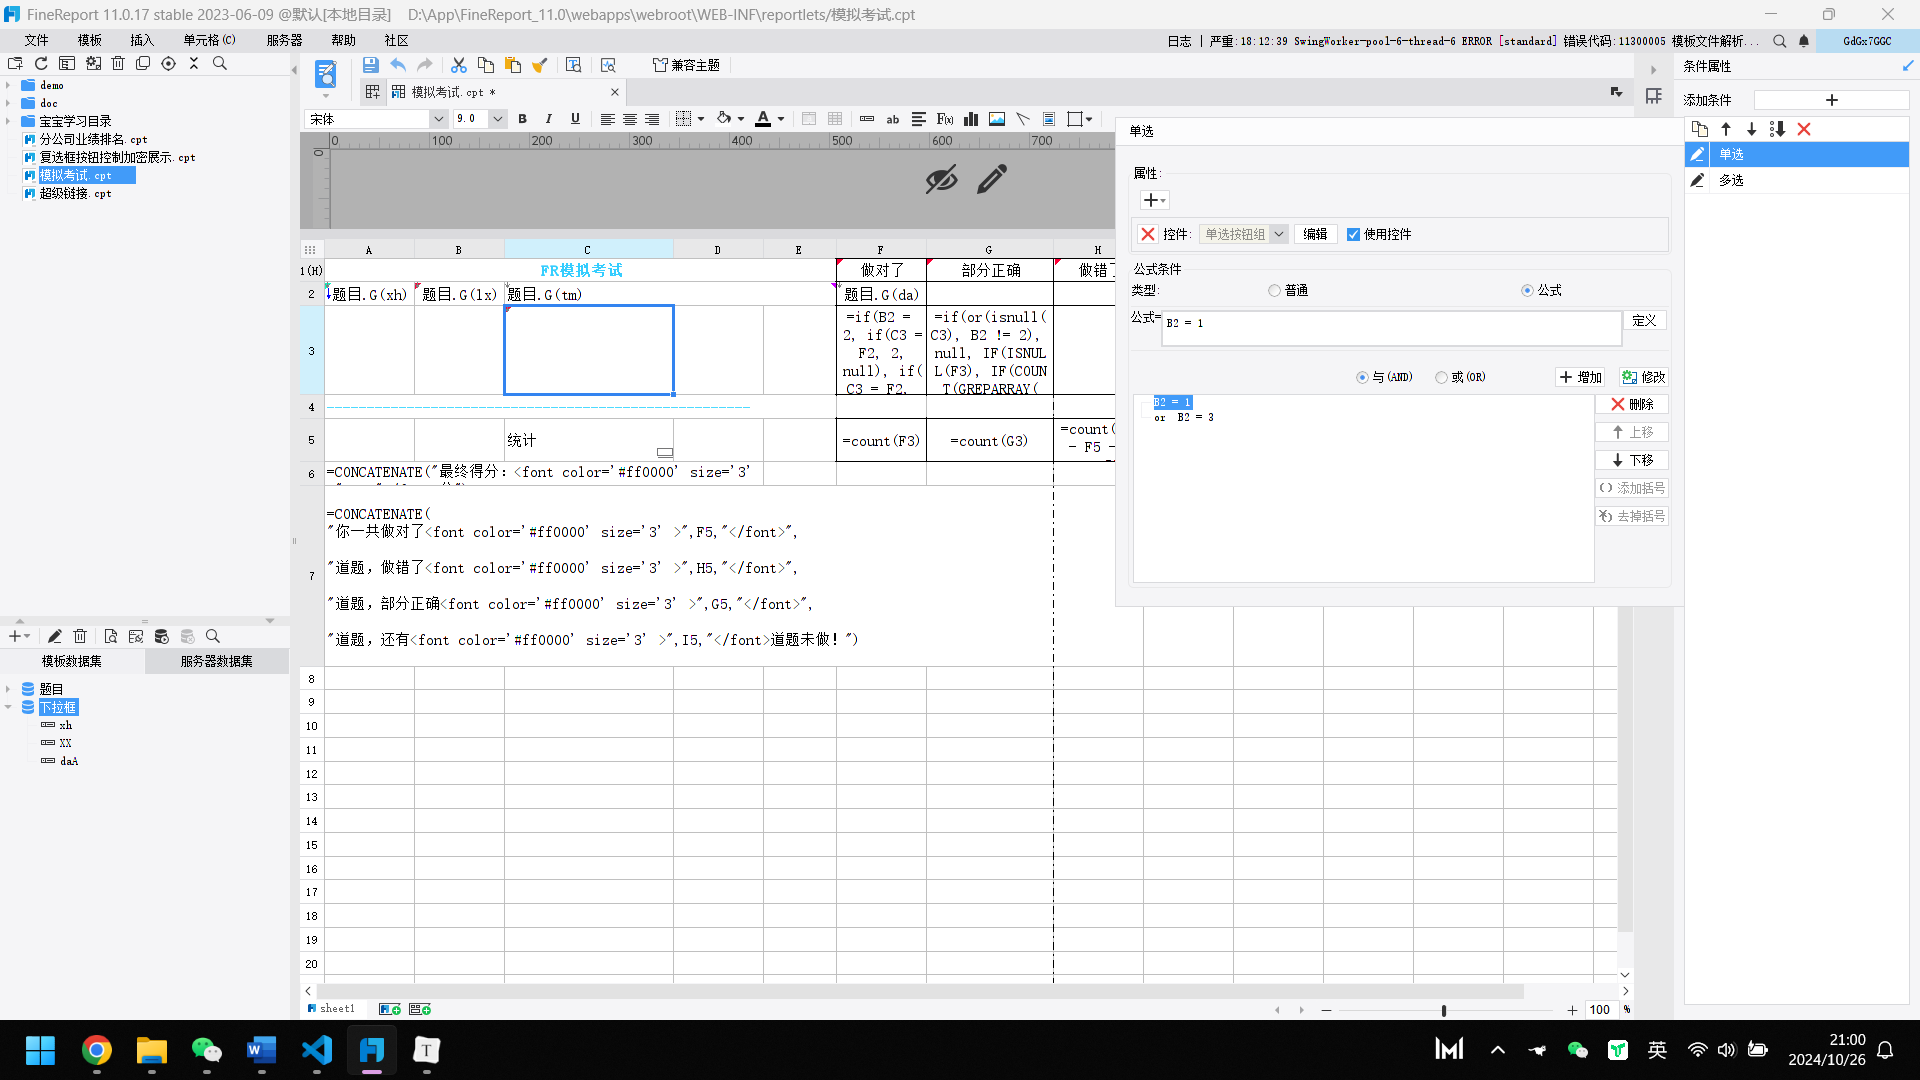 FineReport 11.0.17 stable 2023-06-09 @默认[本地目录] D:\App\FineReport_11.0\webapps\webroot\WEB-INF\reportlets/模拟考试.cpt
文件 模板 插入 单元格(C) 服务器 帮助 社区
日志 | 严重:18:12:39 SwingWorker-pool-6-thread-6 ERROR [standard] 错误代码:11300005 模板文件解析...
GdGx7GGC
demo
doc
宝宝学习目录
分公司业绩排名.cpt
复选框按钮控制加密展示.cpt
模拟考试.cpt
超级链接.cpt
兼容主题
模拟考试.cpt *
宋体 9.0 B I U
0 100 200 300 400 500 600 700
0
A B C D E F G H
1(H) FR模拟考试 做对了 部分正确 做错了
2 题目.G(xh) 题目.G(lx) 题目.G(tm) 题目.G(da)
3
=if(B2 =
2, if(C3 =
F2, 2,
null), if(
C3 = F2,
=if(or(isnull(
C3), B2 != 2),
null, IF(ISNUL
L(F3), IF(COUN
T(GREPARRAY(
4
5 统计 =count(F3) =count(G3)
=count(
- F5 -
6 =CONCATENATE("最终得分：<font color='#ff0000' size='3'
7
=CONCATENATE(
"你一共做对了<font color='#ff0000' size='3' >",F5,"</font>",
"道题，做错了<font color='#ff0000' size='3' >",H5,"</font>",
"道题，部分正确<font color='#ff0000' size='3' >",G5,"</font>",
"道题，还有<font color='#ff0000' size='3' >",I5,"</font>道题未做！")
8
9
10
11
12
13
14
15
16
17
18
19
20
sheet1
100 %
模板数据集 服务器数据集
题目
下拉框
xh
XX
daA
单选
属性:
控件: 单选按钮组 编辑 使用控件
公式条件
类型: 普通 公式
公式= B2 = 1 定义
与(AND) 或(OR) 增加 修改
B2 = 1
or B2 = 3
删除
上移
下移
添加括号
去掉括号
条件属性
添加条件
单选
多选
英
21:00
2024/10/26